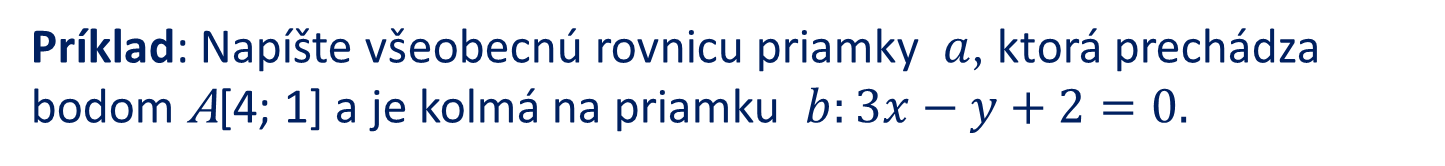 Príklad: Napíšte všeobecnú rovnicu priamky a, ktorá prechádza
bodom A[4; 1] a je kolmá na priamku b: 3x − y + 2 = 0.